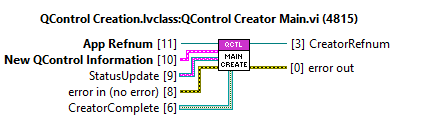 QControl Creation.lvclass:QControl Creator Main.vi (4815)
App Refnum [11]
New QControl Information [10]
StatusUpdate [9]
error in (no error) [8]
CreatorComplete [6]
QCTL
MAIN
CREATE
[3] CreatorRefnum
[0] error out